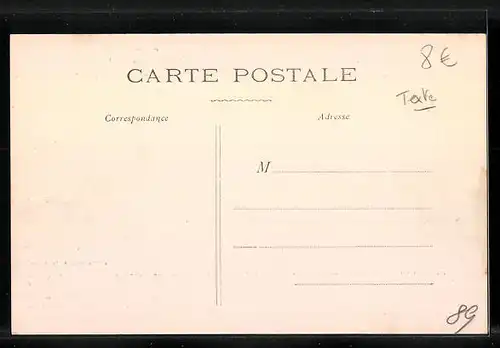 8€
CARTE POSTALE
Texte
Correspondance
Adresse
M
89